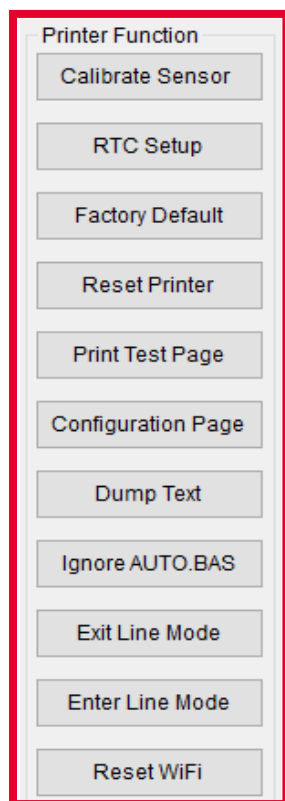 Printer Function
Calibrate Sensor
RTC Setup
Factory Default
Reset Printer
Print Test Page
Configuration Page
Dump Text
Ignore AUTO.BAS
Exit Line Mode
Enter Line Mode
Reset WiFi